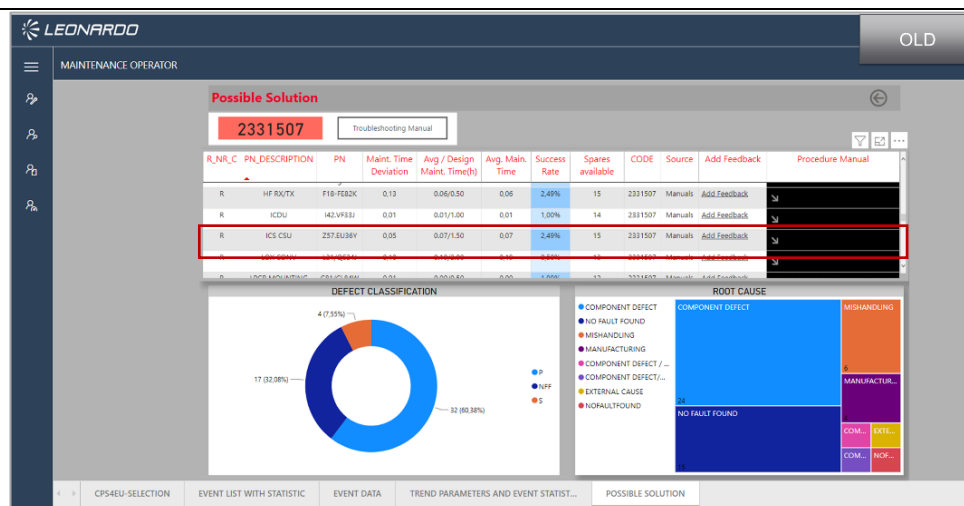 LEONARDO
OLD
MAINTENANCE OPERATOR
Possible Solution
2331507
Troubleshooting Manual
R_NR_C PN_DESCRIPTION PN Maint. Time Avg / Design Avg. Main. Success Spares CODE Source Add Feedback Procedure Manual
Deviation Maint. Time(h) Time Rate available
R HF RX/TX F18-FEB2K 0,13 0.06/0.50 0,06 2,49% 15 2331507 Manuals Add Feedback
R ICDU I42.VF33J 0,01 0.01/1.00 0,01 1,00% 14 2331507 Manuals Add Feedback
R ICS CSU Z57.EU36Y 0,05 0.07/1.50 0,07 2,49% 15 2331507 Manuals Add Feedback
DEFECT CLASSIFICATION
4 (7,55%)
17 (32,08%)
32 (60,38%)
P
NFF
S
ROOT CAUSE
COMPONENT DEFECT
NO FAULT FOUND
MISHANDLING
MANUFACTURING
COMPONENT DEFECT / ...
COMPONENT DEFECT/...
EXTERNAL CAUSE
NOFAULTFOUND
COMPONENT DEFECT
24
NO FAULT FOUND
MISHANDLING
6
MANUFACTUR...
COM... EXTE...
COM... NOF...
CPS4EU-SELECTION EVENT LIST WITH STATISTIC EVENT DATA TREND PARAMETERS AND EVENT STATIST... POSSIBLE SOLUTION